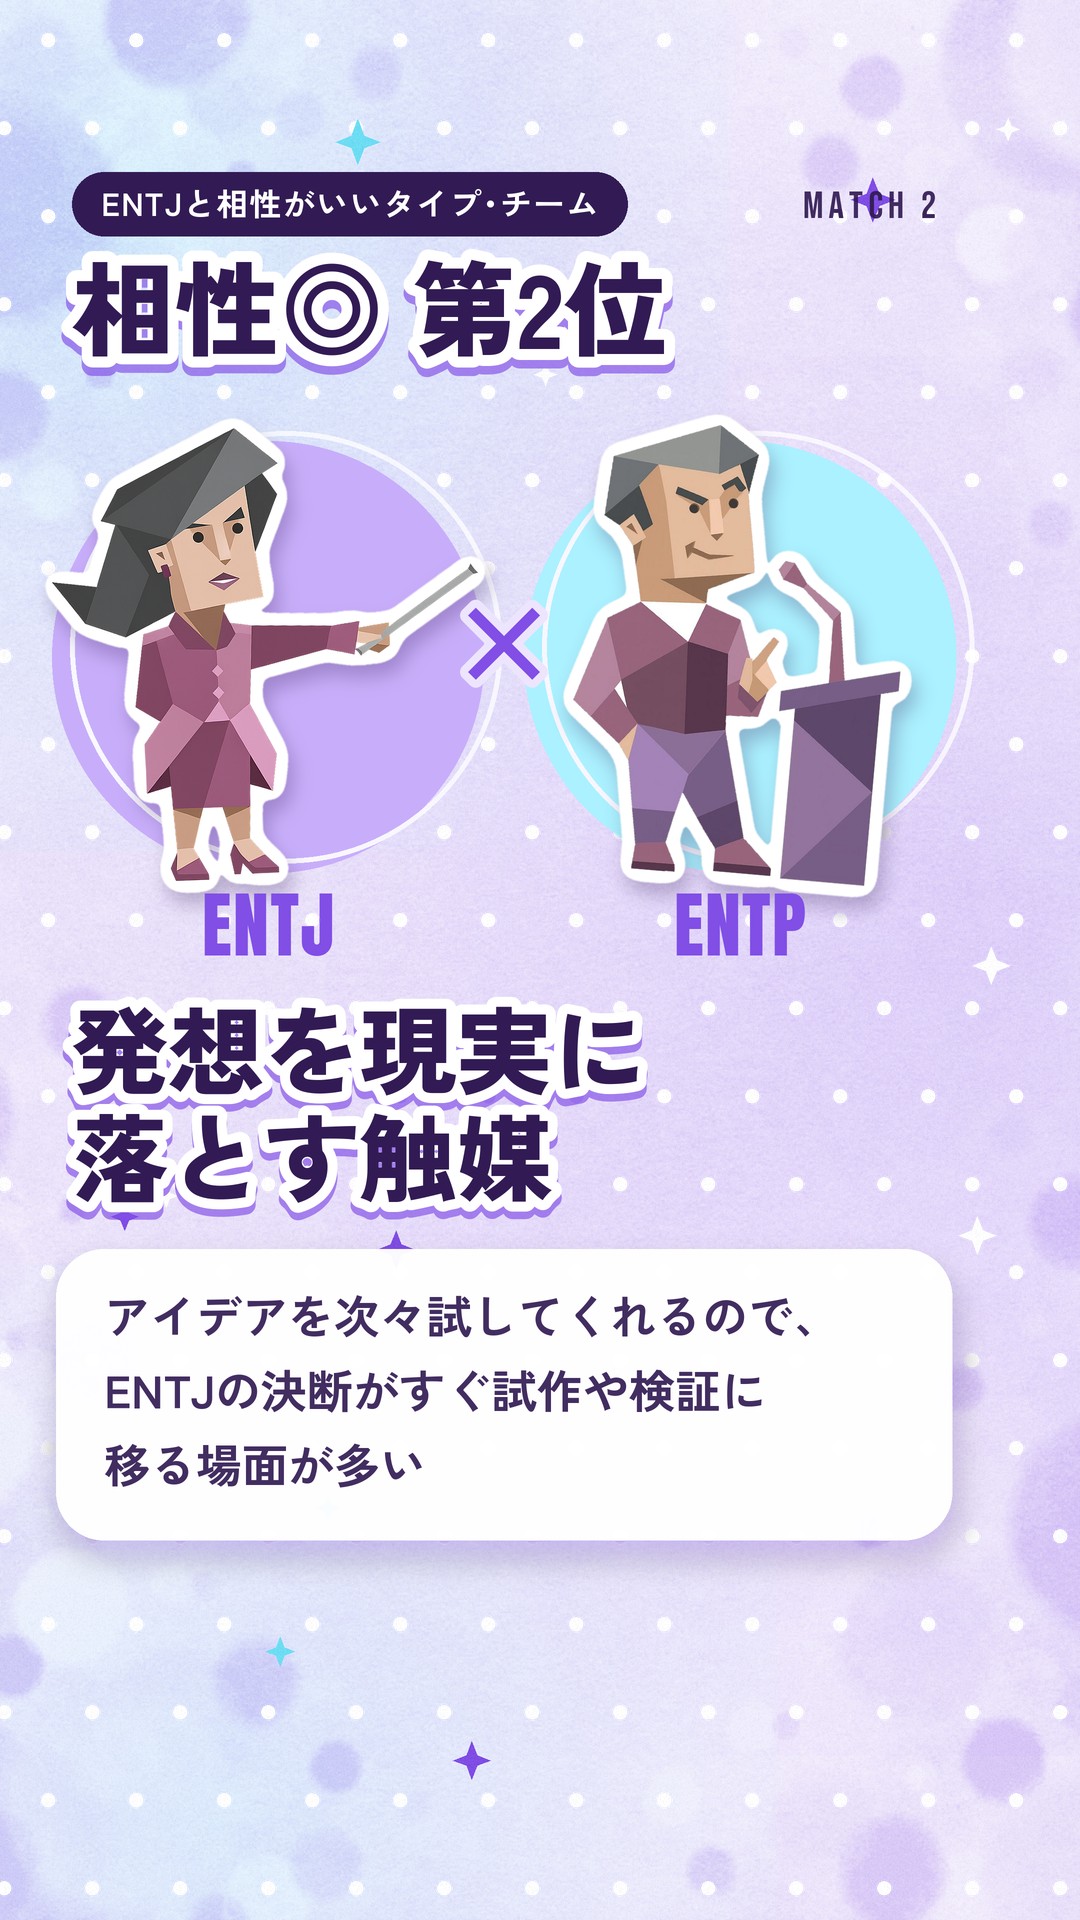 ENTJと相性がいいタイプ・チーム
MATCH 2
相性◎ 第2位
×
ENTJ
ENTP
発想を現実に
落とす触媒
アイデアを次々試してくれるので、
ENTJの決断がすぐ試作や検証に
移る場面が多い